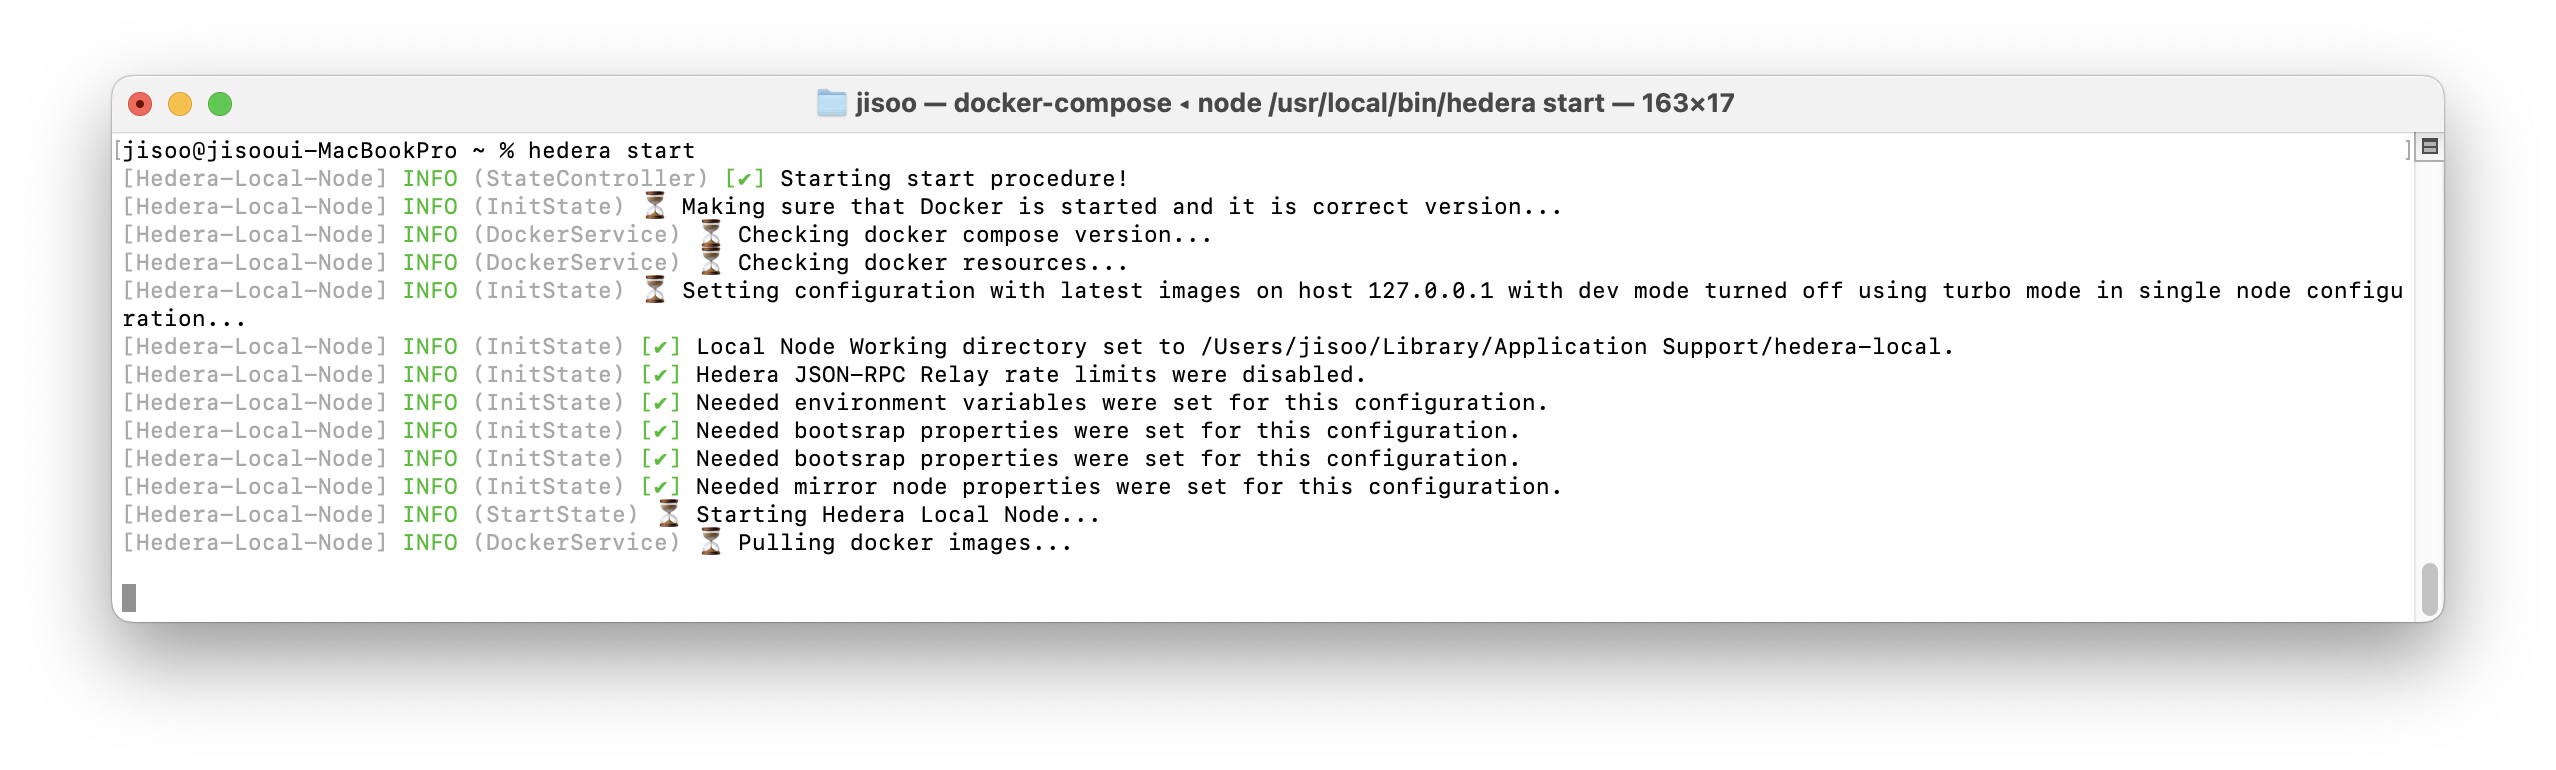 jisoo — docker-compose ◂ node /usr/local/bin/hedera start — 163×17
[jisoo@jisooui-MacBookPro ~ % hedera start ]
[Hedera-Local-Node] INFO (StateController) [✔] Starting start procedure!
[Hedera-Local-Node] INFO (InitState) ⏳ Making sure that Docker is started and it is correct version...
[Hedera-Local-Node] INFO (DockerService) ⏳ Checking docker compose version...
[Hedera-Local-Node] INFO (DockerService) ⏳ Checking docker resources...
[Hedera-Local-Node] INFO (InitState) ⏳ Setting configuration with latest images on host 127.0.0.1 with dev mode turned off using turbo mode in single node configu
ration...
[Hedera-Local-Node] INFO (InitState) [✔] Local Node Working directory set to /Users/jisoo/Library/Application Support/hedera-local.
[Hedera-Local-Node] INFO (InitState) [✔] Hedera JSON-RPC Relay rate limits were disabled.
[Hedera-Local-Node] INFO (InitState) [✔] Needed environment variables were set for this configuration.
[Hedera-Local-Node] INFO (InitState) [✔] Needed bootsrap properties were set for this configuration.
[Hedera-Local-Node] INFO (InitState) [✔] Needed bootsrap properties were set for this configuration.
[Hedera-Local-Node] INFO (InitState) [✔] Needed mirror node properties were set for this configuration.
[Hedera-Local-Node] INFO (StartState) ⏳ Starting Hedera Local Node...
[Hedera-Local-Node] INFO (DockerService) ⏳ Pulling docker images...